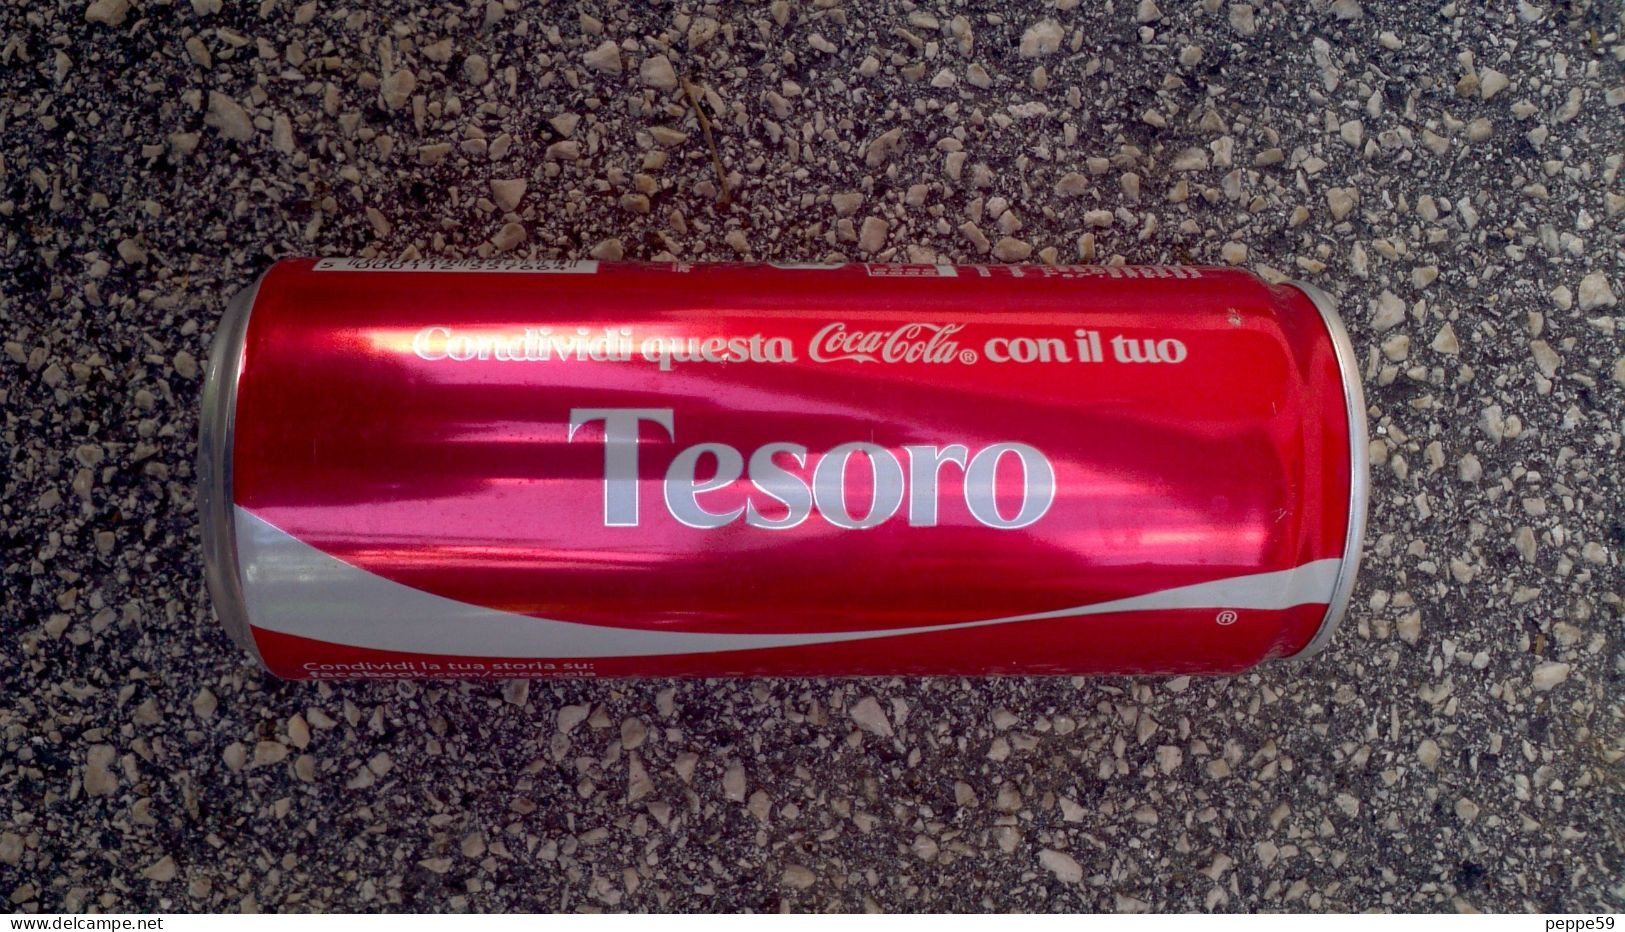 Condividi questa Coca-Cola® con il tuo
Tesoro
®
Condividi la tua storia su:
facebook.com/coca-cola
www.delcampe.net
peppe59